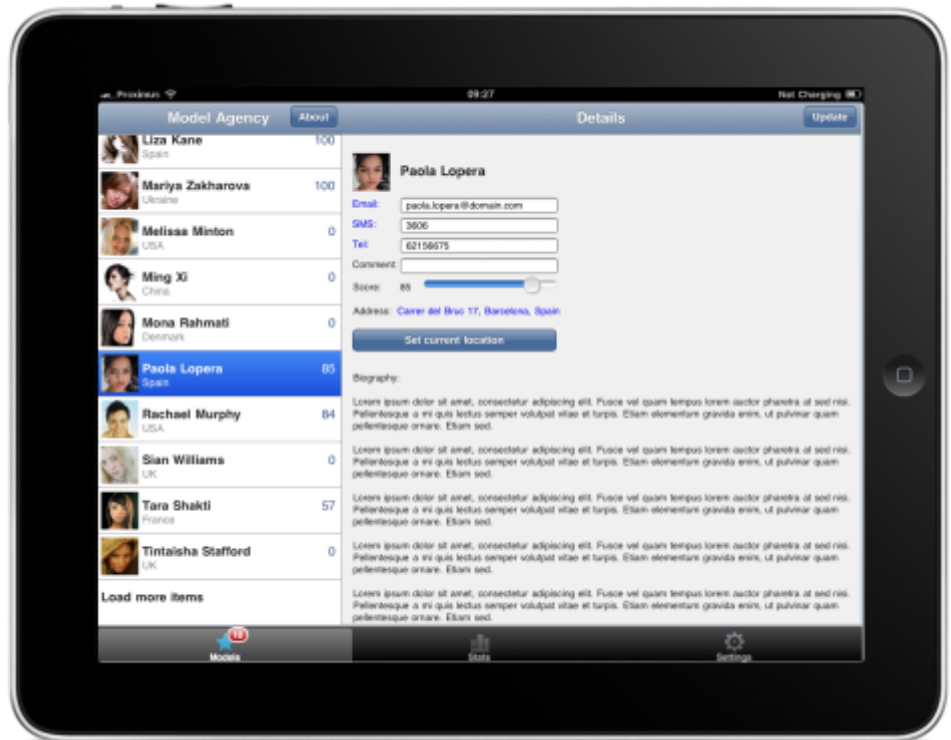 Proximus
09:27
Not Charging
Model Agency
About
Details
Update
Liza Kane
100
Spain
Mariya Zakharova
100
Ukraine
Melissa Minton
0
USA
Ming Xi
0
China
Mona Rahmati
0
Denmark
Paola Lopera
85
Spain
Rachael Murphy
84
USA
Sian Williams
0
UK
Tara Shakti
57
France
Tintaisha Stafford
0
UK
Load more items
Paola Lopera
Email: paola.lopera@domain.com
SMS: 3606
Tel: 62156675
Comment:
Score: 85
Address: Carrer del Bruc 17, Barcelona, Spain
Set current location
Biography:
Lorem ipsum dolor sit amet, consectetur adipiscing elit. Fusce vel quam tempus lorem auctor pharetra at sed nisi.
Pellentesque a mi quis lectus semper volutpat vitae et turpis. Etiam elementum gravida enim, ut pulvinar quam
pellentesque ornare. Etiam sed.
Lorem ipsum dolor sit amet, consectetur adipiscing elit. Fusce vel quam tempus lorem auctor pharetra at sed nisi.
Pellentesque a mi quis lectus semper volutpat vitae et turpis. Etiam elementum gravida enim, ut pulvinar quam
pellentesque ornare. Etiam sed.
Lorem ipsum dolor sit amet, consectetur adipiscing elit. Fusce vel quam tempus lorem auctor pharetra at sed nisi.
Pellentesque a mi quis lectus semper volutpat vitae et turpis. Etiam elementum gravida enim, ut pulvinar quam
pellentesque ornare. Etiam sed.
Lorem ipsum dolor sit amet, consectetur adipiscing elit. Fusce vel quam tempus lorem auctor pharetra at sed nisi.
Pellentesque a mi quis lectus semper volutpat vitae et turpis. Etiam elementum gravida enim, ut pulvinar quam
pellentesque ornare. Etiam sed.
Lorem ipsum dolor sit amet, consectetur adipiscing elit. Fusce vel quam tempus lorem auctor pharetra at sed nisi.
Pellentesque a mi quis lectus semper volutpat vitae et turpis. Etiam elementum gravida enim, ut pulvinar quam
pellentesque ornare. Etiam sed.
Models
Stats
Settings